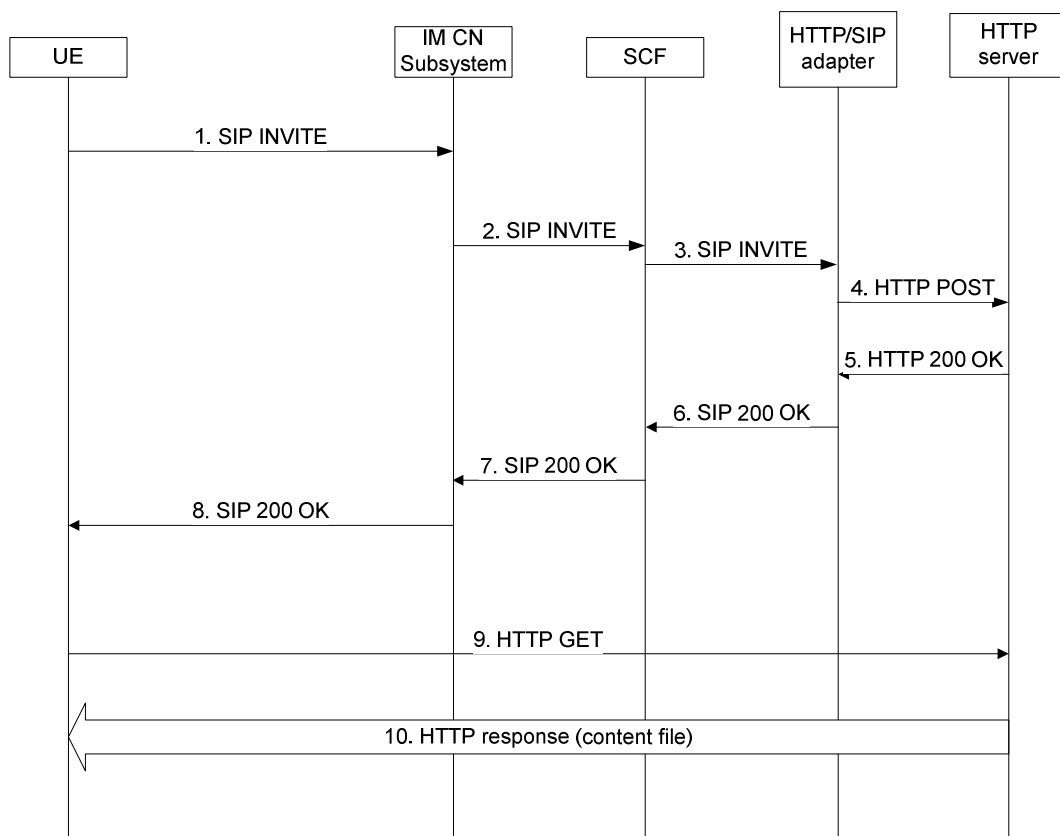 UE
IM CN
Subsystem
SCF
HTTP/SIP
adapter
HTTP
server
1. SIP INVITE
2. SIP INVITE
3. SIP INVITE
4. HTTP POST
5. HTTP 200 OK
6. SIP 200 OK
7. SIP 200 OK
8. SIP 200 OK
9. HTTP GET
10. HTTP response (content file)